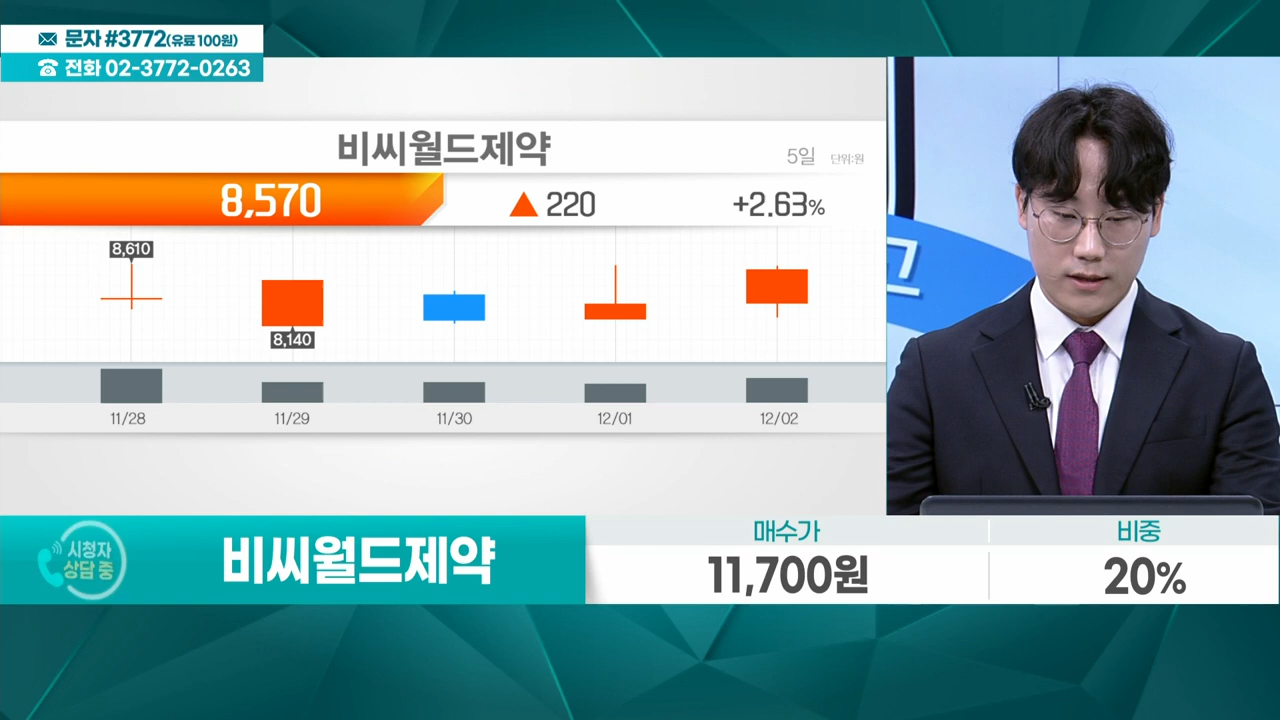 문자 #3772(유료 100원)
전화 02-3772-0263
비씨월드제약
5일 단위:원
8,570 ▲ 220 +2.63%
8,610
8,140
11/28 11/29 11/30 12/01 12/02
고
시청자
상담 중
비씨월드제약
매수가 비중
11,700원 20%